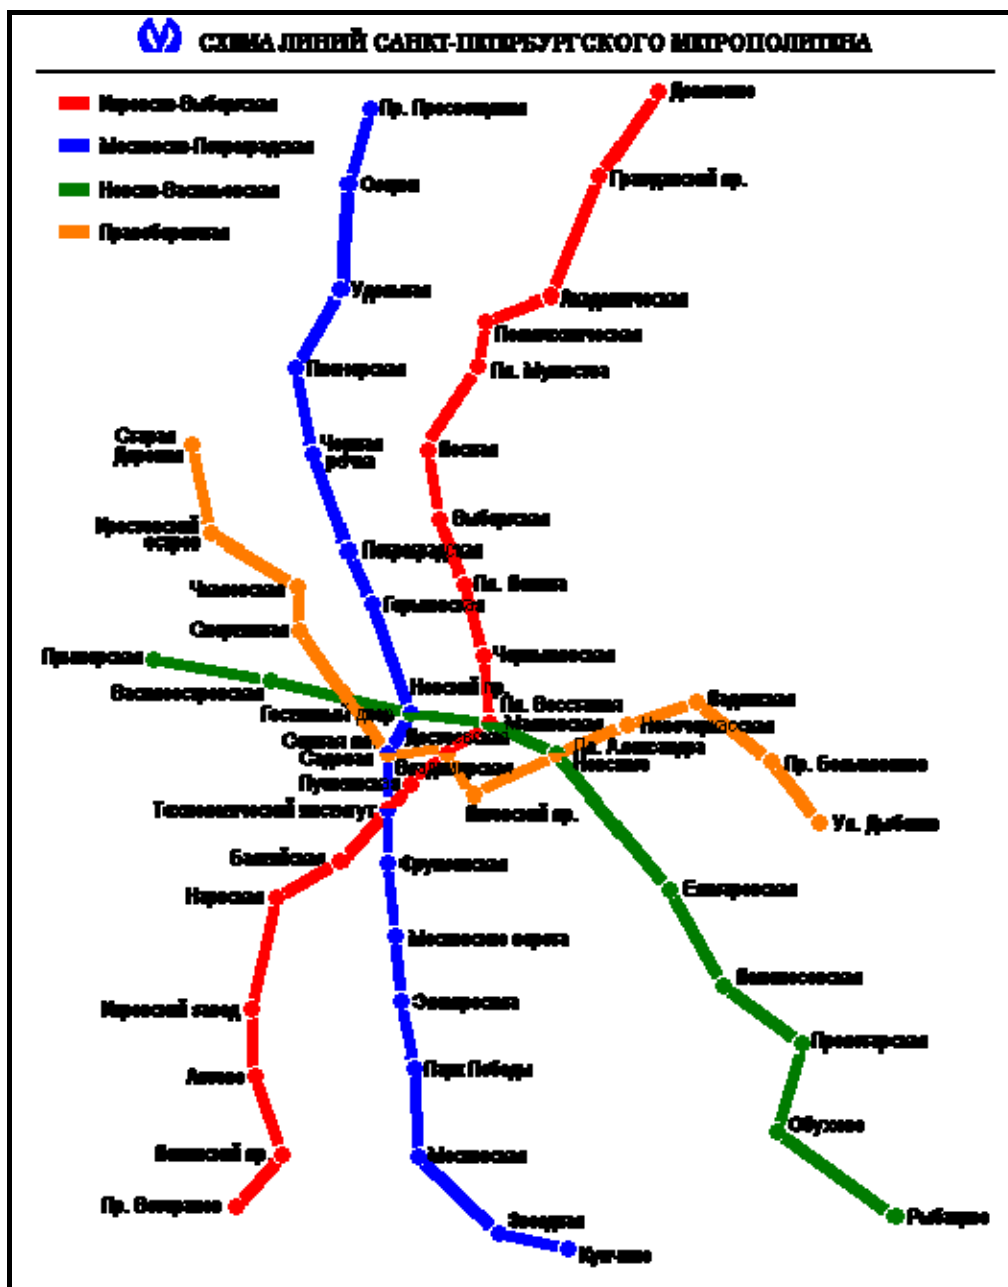 СХЕМА ЛИНИЙ САНКТ-ПЕТЕРБУРГСКОГО МЕТРОПОЛИТЕНА
Кировско-Выборгская
Московско-Петроградская
Невско-Василеостровская
Правобережная
Девяткино
Пр. Просвещения
Гражданский пр.
Озерки
Удельная
Академическая
Политехническая
Пионерская
Пл. Мужества
Старая
Деревня
Черная
речка
Лесная
Выборгская
Крестовский
остров
Петроградская
Чкаловская
Пл. Ленина
Горьковская
Спортивная
Чернышевская
Приморская
Василеостровская
Невский пр.
Гостиный двор
Пл. Восстания
Маяковская
Ладожская
Новочеркасская
Сенная пл.
Садовая
Достоевская
Владимирская
Пл. Александра
Невского
Пр. Большевиков
Пушкинская
Лиговский пр.
Ул. Дыбенко
Технологический институт
Балтийская
Фрунзенская
Нарвская
Елизаровская
Московские ворота
Ломоносовская
Кировский завод
Электросила
Пролетарская
Автово
Парк Победы
Обухово
Ленинский пр.
Московская
Пр. Ветеранов
Звездная
Рыбацкое
Купчино